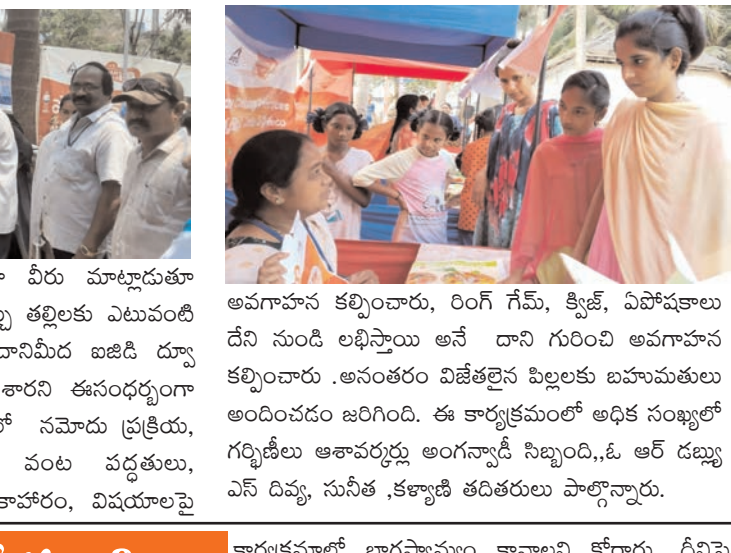 వీరు మాట్లాడుతూ
తల్లిలకు ఎటువంటి
దానిమీద ఐజిడి ద్వా
శారని ఈసంధర్భంగా
నమోదు ప్రక్రియ,
వంట పద్ధతులు,
కాహారం, విషయాలపై
అవగాహన కల్పించారు, రింగ్ గేమ్, క్విజ్, ఏపోషకాలు
దేని నుండి లభిస్తాయి అనే దాని గురించి అవగాహన
కల్పించారు .అనంతరం విజేతలైన పిల్లలకు బహుమతులు
అందించడం జరిగింది. ఈ కార్యక్రమంలో అధిక సంఖ్యలో
గర్భిణీలు ఆశావర్కర్లు అంగన్వాడీ సిబ్బంది,,ఓ ఆర్ డబ్ల్యు
ఎస్ దివ్య, సునీత ,కళ్యాణి తదితరులు పాల్గొన్నారు.